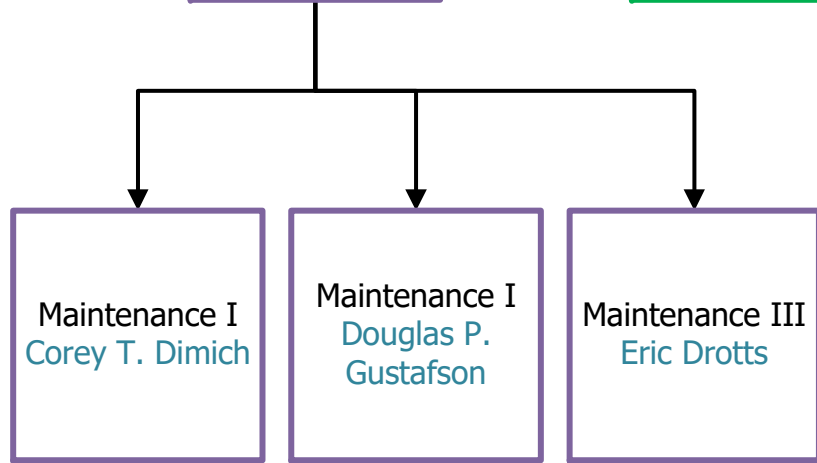 Maintenance I
Corey T. Dimich
Maintenance I
Douglas P.
Gustafson
Maintenance III
Eric Drotts